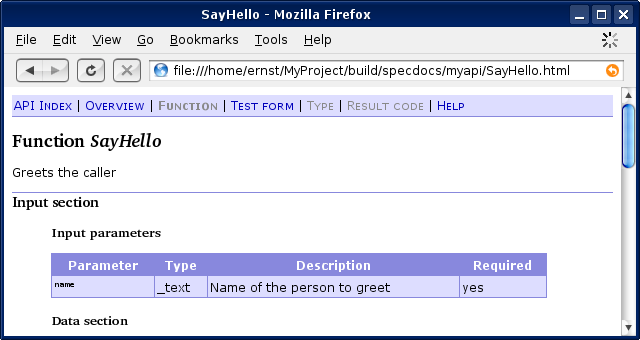 SayHello - Mozilla Firefox
File Edit View Go Bookmarks Tools Help
file:///home/ernst/MyProject/build/specdocs/myapi/SayHello.html
API Index | Overview | Function | Test form | Type | Result code | Help
Function SayHello
Greets the caller
Input section
Input parameters
Parameter Type Description Required
name _text Name of the person to greet yes
Data section